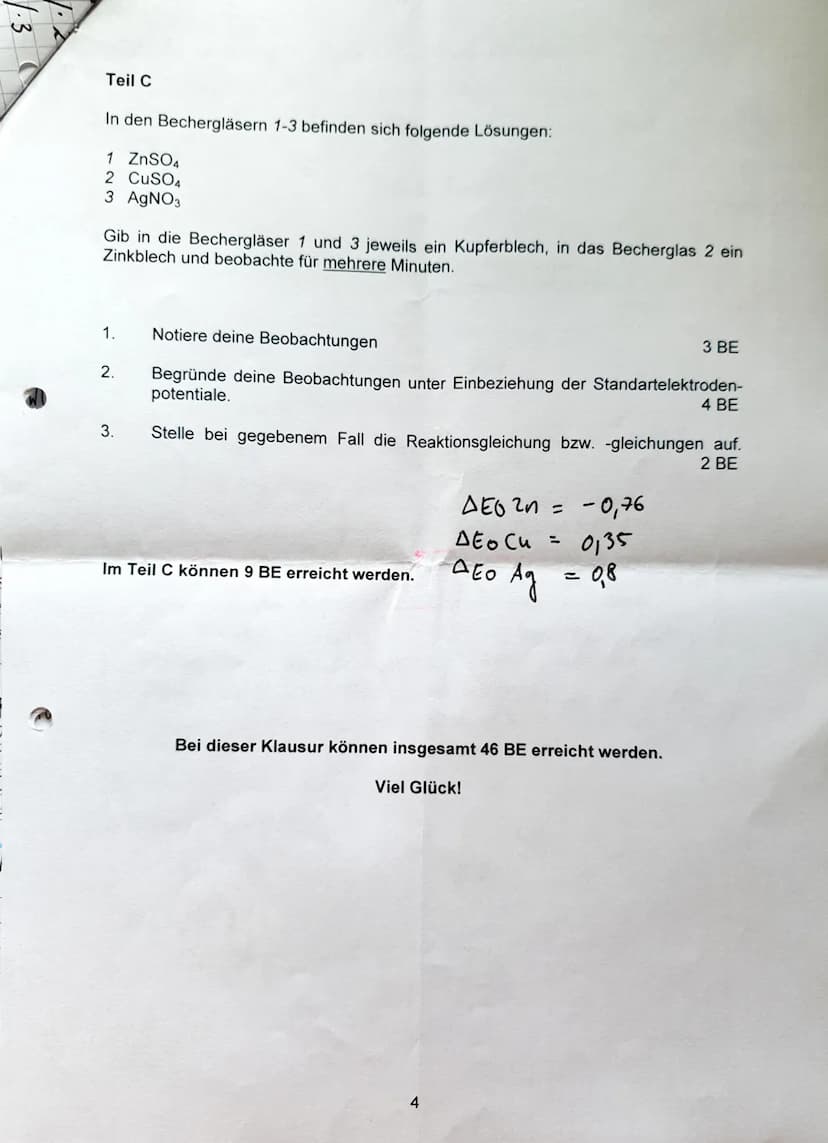 Teil C
In den Bechergläsern 1-3 befinden sich folgende Lösungen:
1 ZnSO₄
2 CuSO₄
3 AgNO₃
Gib in die Bechergläser 1 und 3 jeweils ein Kupferblech, in das Becherglas 2 ein
Zinkblech und beobachte für mehrere Minuten.
1. Notiere deine Beobachtungen 3 BE
2. Begründe deine Beobachtungen unter Einbeziehung der Standartelektroden-
potentiale. 4 BE
3. Stelle bei gegebenem Fall die Reaktionsgleichung bzw. -gleichungen auf.
2 BE
ΔE0 Zn = -0,76
ΔE0 Cu = 0,35
ΔE0 Ag = 0,8
Im Teil C können 9 BE erreicht werden.
Bei dieser Klausur können insgesamt 46 BE erreicht werden.
Viel Glück!
4